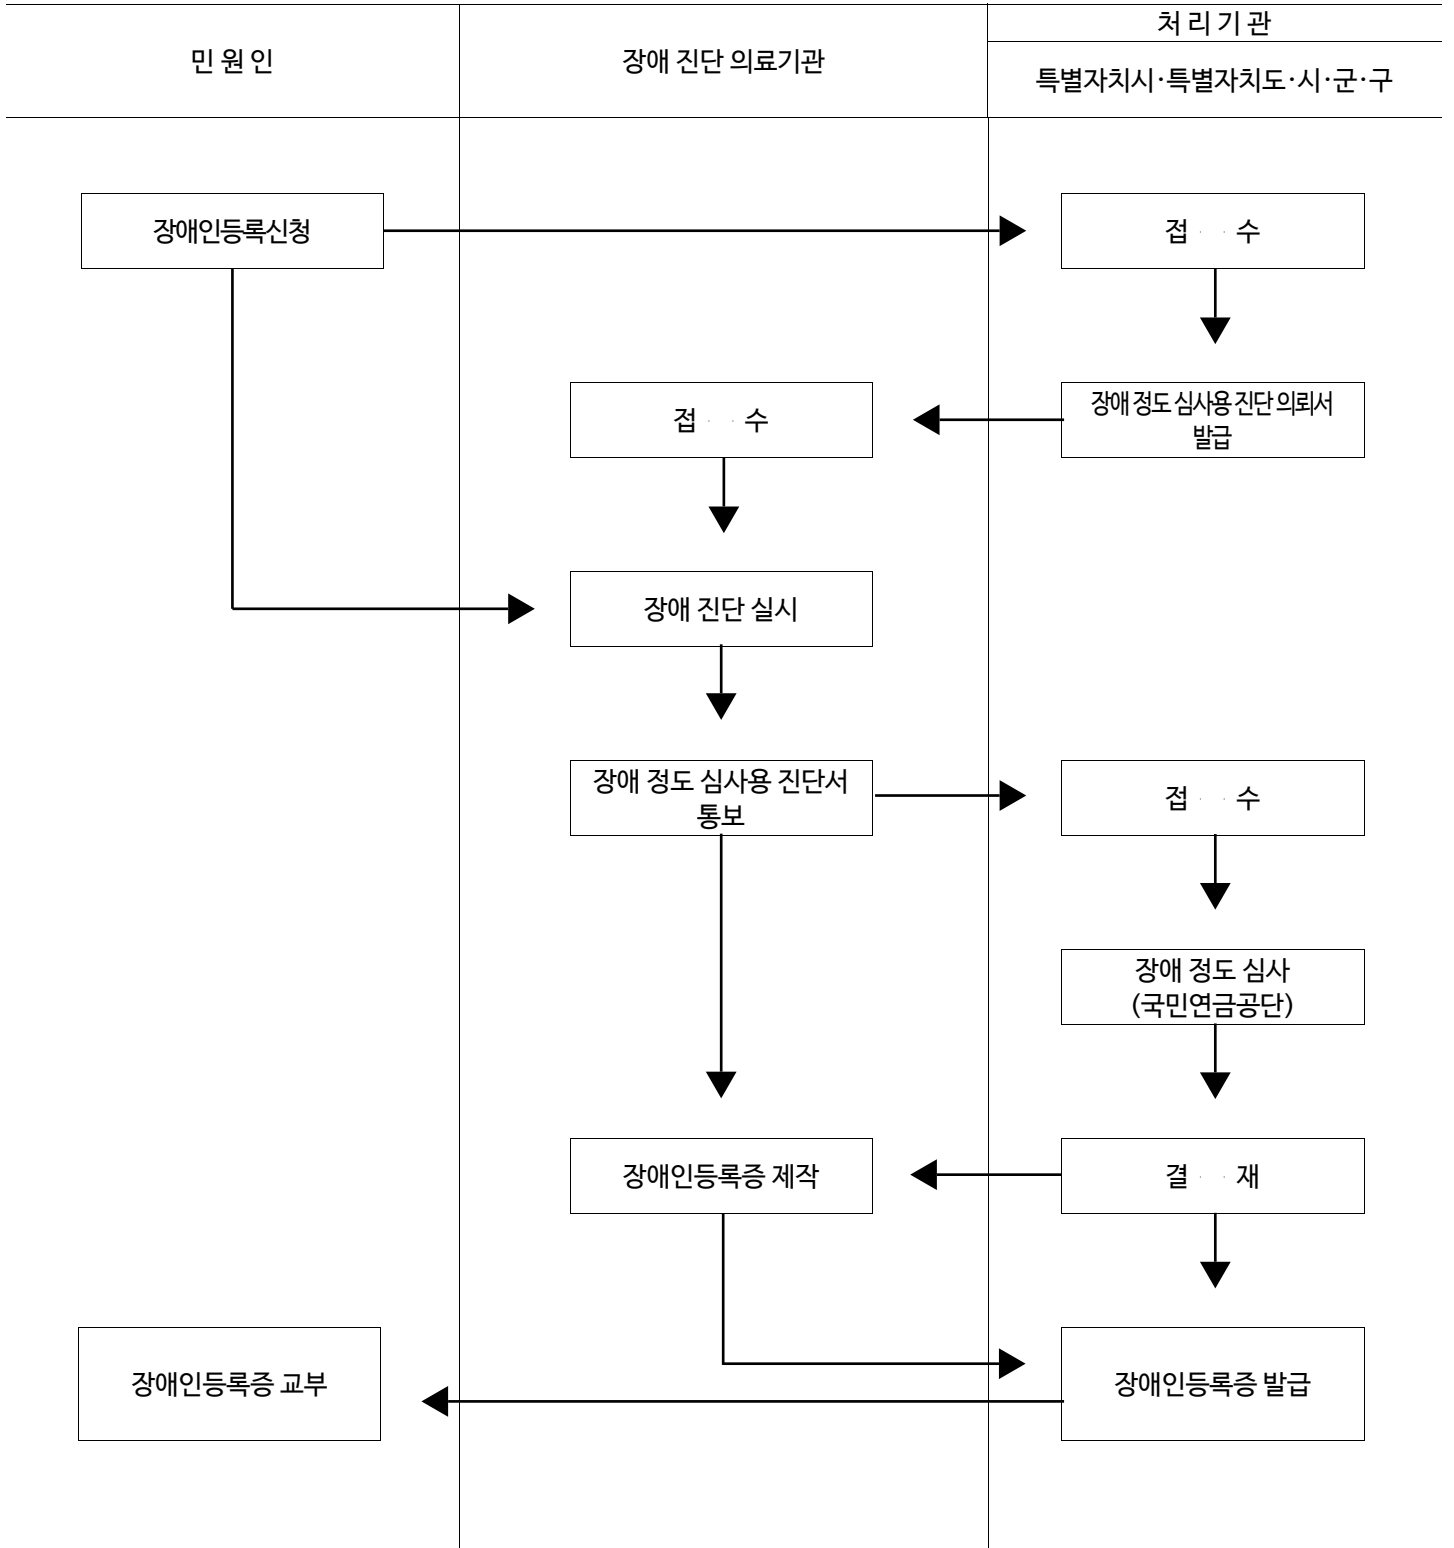 민 원 인
장애 진단 의료기관
처 리 기 관
특별자치시·특별자치도·시·군·구
장애인등록신청
접 수
접 수
장애 정도 심사용 진단 의뢰서
발급
장애 진단 실시
장애 정도 심사용 진단서
통보
접 수
장애 정도 심사
(국민연금공단)
장애인등록증 제작
결 재
장애인등록증 교부
장애인등록증 발급